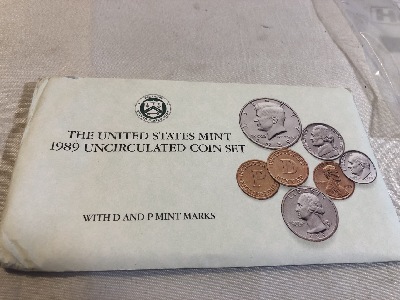 THE UNITED STATES MINT
1989 UNCIRCULATED COIN SET
P
D
WITH D AND P MINT MARKS